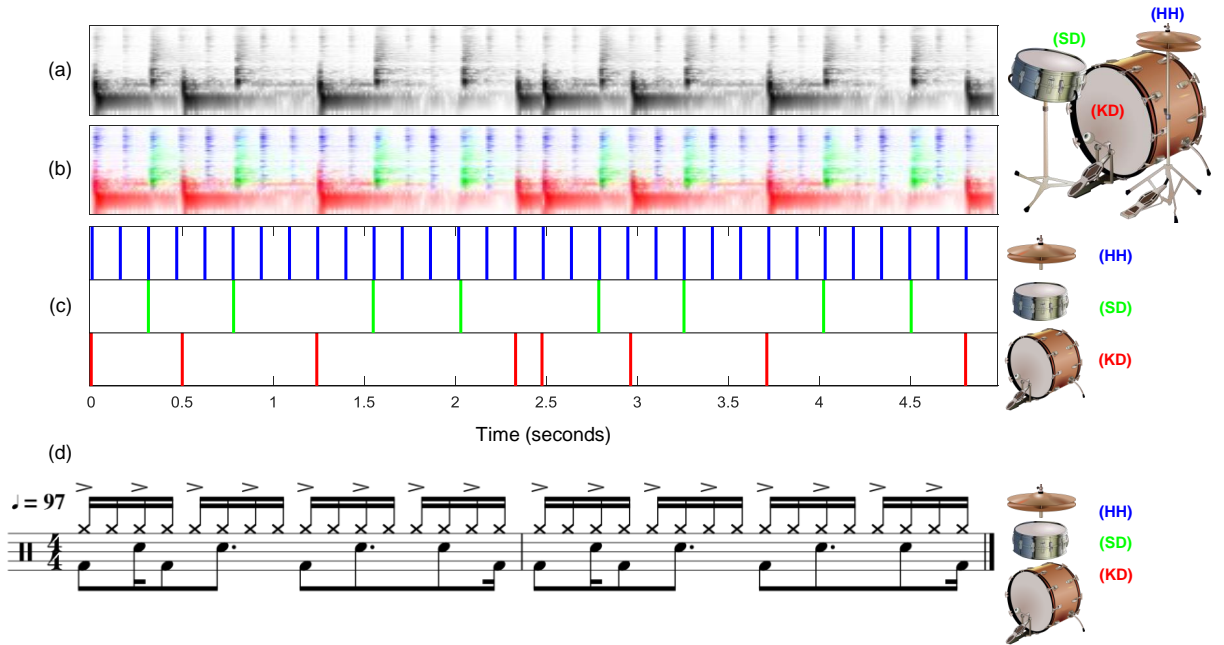 (a)
(HH)
(SD)
(KD)
(b)
(c)
(HH)
(SD)
(KD)
0 0.5 1 1.5 2 2.5 3 3.5 4 4.5
Time (seconds)
(d)
♩ = 97
4
4
(HH)
(SD)
(KD)